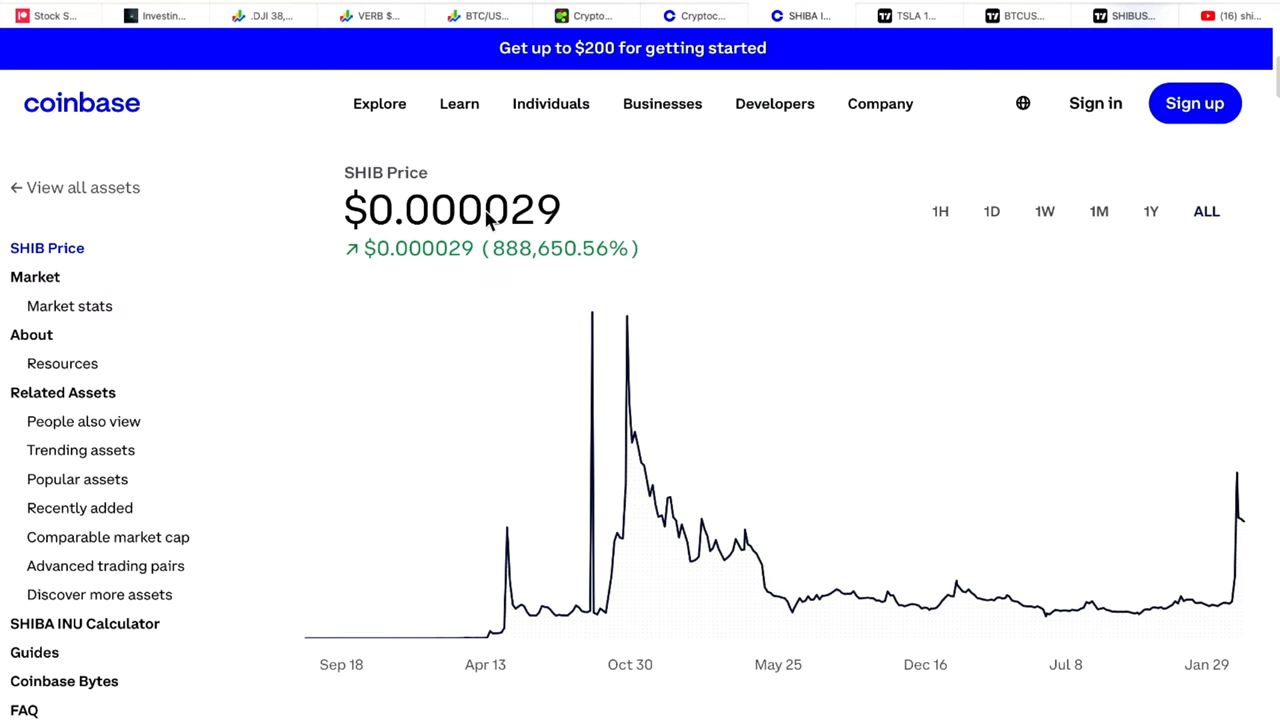 Stock S...
Investin...
.DJI 38,...
VERB $...
BTC/US...
Crypto...
Cryptoc...
SHIBA I...
TSLA 1...
BTCUS...
SHIBUS...
(16) shi...
Get up to $200 for getting started
coinbase
Explore
Learn
Individuals
Businesses
Developers
Company
Sign in
Sign up
← View all assets
SHIB Price
Market
Market stats
About
Resources
Related Assets
People also view
Trending assets
Popular assets
Recently added
Comparable market cap
Advanced trading pairs
Discover more assets
SHIBA INU Calculator
Guides
Coinbase Bytes
FAQ
SHIB Price
$0.000029
↗ $0.000029 (888,650.56%)
1H
1D
1W
1M
1Y
ALL
Sep 18
Apr 13
Oct 30
May 25
Dec 16
Jul 8
Jan 29